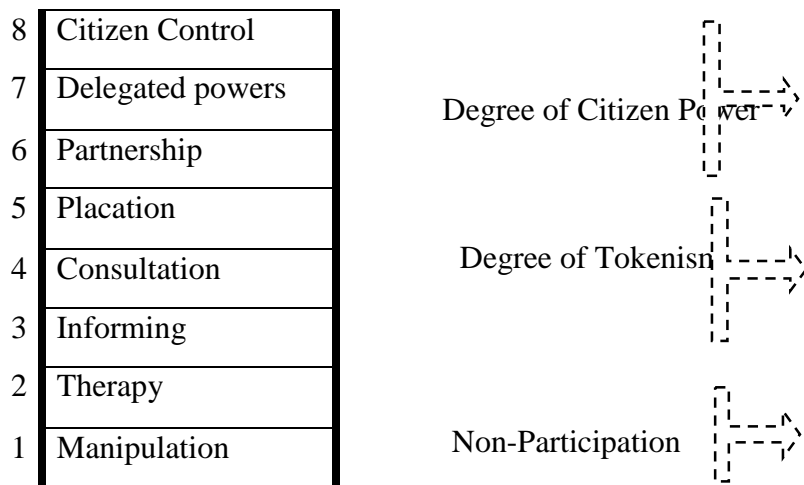 8 Citizen Control
7 Delegated powers
Degree of Citizen Power
6 Partnership
5 Placation
4 Consultation
Degree of Tokenism
3 Informing
2 Therapy
1 Manipulation
Non-Participation